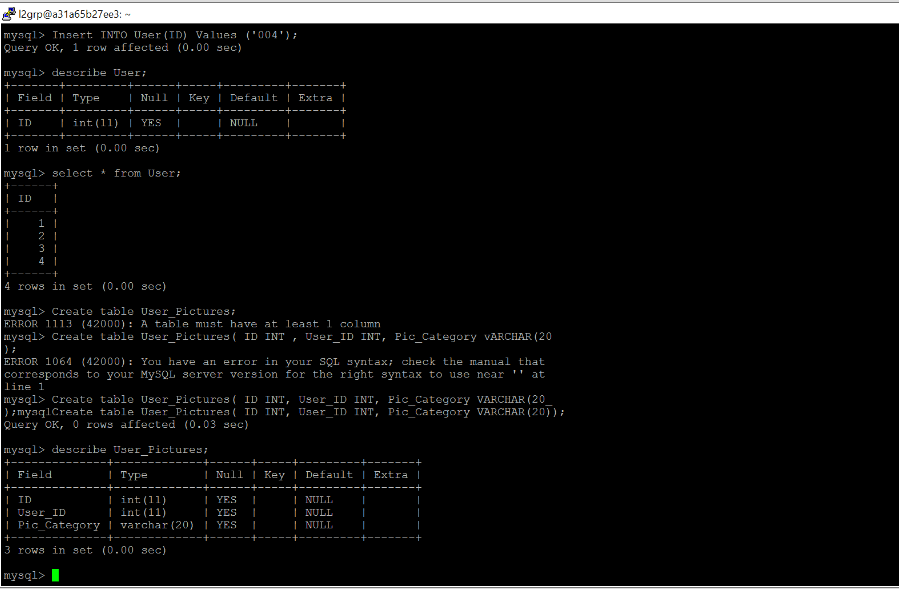 l2grp@a31a65b27ee3: ~
mysql> Insert INTO User(ID) Values ('004');
Query OK, 1 row affected (0.00 sec)
mysql> describe User;
+-------+---------+------+-----+---------+-------+
| Field | Type    | Null | Key | Default | Extra |
+-------+---------+------+-----+---------+-------+
| ID    | int(11) | YES  |     | NULL    |       |
+-------+---------+------+-----+---------+-------+
1 row in set (0.00 sec)
mysql> select * from User;
+------+
| ID   |
+------+
|    1 |
|    2 |
|    3 |
|    4 |
+------+
4 rows in set (0.00 sec)
mysql> Create table User_Pictures;
ERROR 1113 (42000): A table must have at least 1 column
mysql> Create table User_Pictures( ID INT , User_ID INT, Pic_Category vARCHAR(20
);
ERROR 1064 (42000): You have an error in your SQL syntax; check the manual that
corresponds to your MySQL server version for the right syntax to use near '' at
line 1
mysql> Create table User_Pictures( ID INT, User_ID INT, Pic_Category VARCHAR(20_
);mysqlCreate table User_Pictures( ID INT, User_ID INT, Pic_Category VARCHAR(20));
Query OK, 0 rows affected (0.03 sec)
mysql> describe User_Pictures;
+--------------+-------------+------+-----+---------+-------+
| Field        | Type        | Null | Key | Default | Extra |
+--------------+-------------+------+-----+---------+-------+
| ID           | int(11)     | YES  |     | NULL    |       |
| User_ID      | int(11)     | YES  |     | NULL    |       |
| Pic_Category | varchar(20) | YES  |     | NULL    |       |
+--------------+-------------+------+-----+---------+-------+
3 rows in set (0.00 sec)
mysql>